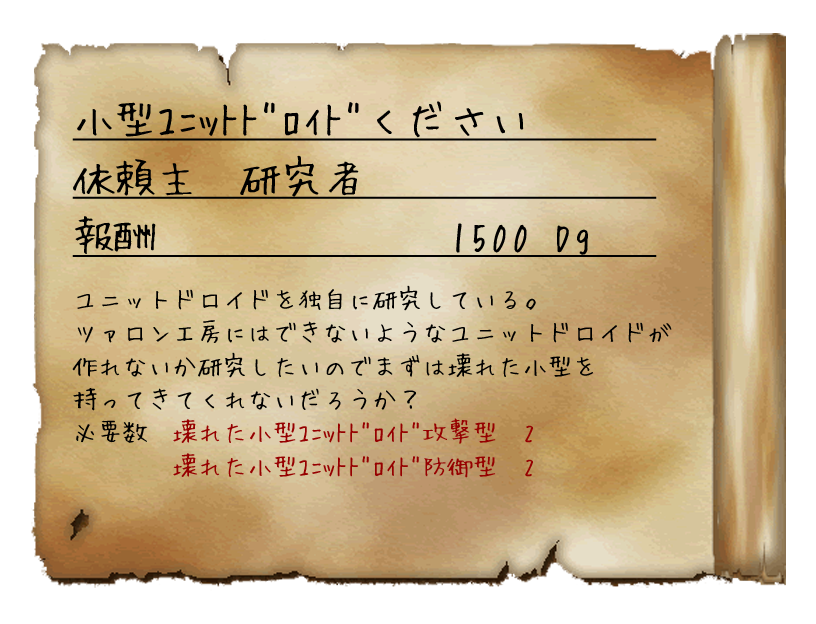 小型ﾕﾆｯﾄﾄﾞﾛｲﾄﾞください
依頼主　研究者
報酬　1500 Dg
ユニットドロイドを独自に研究している。
ツァロン工房にはできないようなユニットドロイドが
作れないか研究したいのでまずは壊れた小型を
持ってきてくれないだろうか？
必要数　壊れた小型ﾕﾆｯﾄﾄﾞﾛｲﾄﾞ攻撃型　2
壊れた小型ﾕﾆｯﾄﾄﾞﾛｲﾄﾞ防御型　2